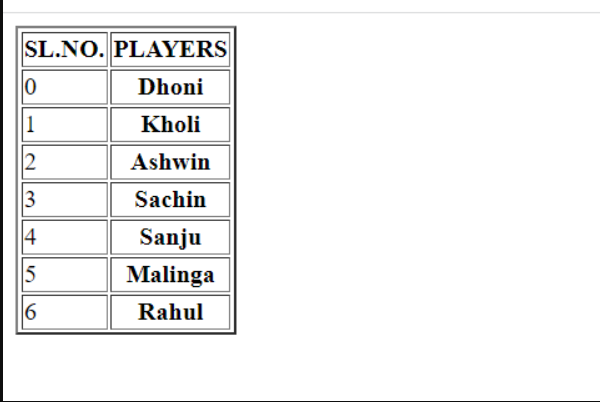 SL.NO. PLAYERS
0 Dhoni
1 Kholi
2 Ashwin
3 Sachin
4 Sanju
5 Malinga
6 Rahul